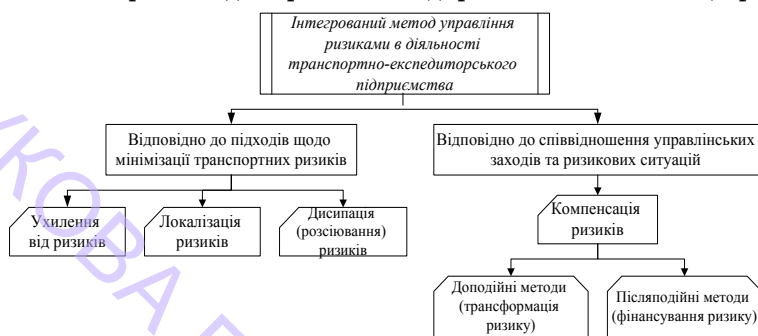 Інтегрований метод управління
ризиками в діяльності
транспортно-експедиторського
підприємства
Відповідно до підходів щодо
мінімізації транспортних ризиків
Відповідно до співвідношення управлінських
заходів та ризикових ситуацій
Ухилення
від ризиків
Локалізація
ризиків
Дисипація
(розсіювання)
ризиків
Компенсація
ризиків
Доподійні методи
(трансформація
ризику)
Післяподійні методи
(фінансування ризику)